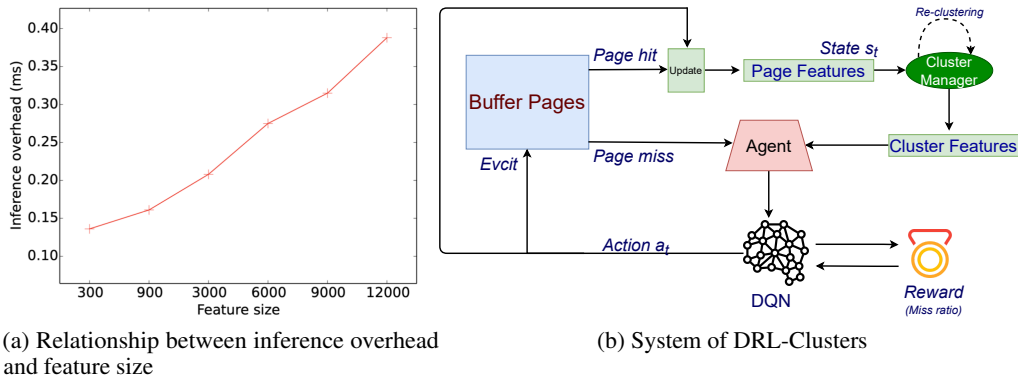 0.40
0.35
0.30
0.25
0.20
0.15
0.10
Inference overhead (ms)
300 900 3000 6000 9000 12000
Feature size
(a) Relationship between inference overhead
and feature size
Re-clustering
Page hit
State s_t
Update
Page Features
Cluster
Manager
Buffer Pages
Page miss
Agent
Cluster Features
Evcit
Action a_t
DQN
Reward
(Miss ratio)
(b) System of DRL-Clusters